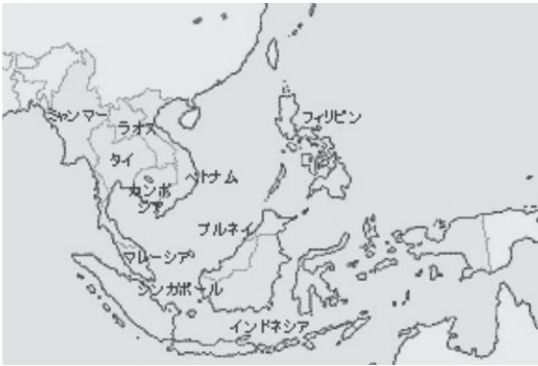 ミャンマー
ラオス
フィリピン
タイ
ベトナム
カンボ
ジア
ブルネイ
マレーシア
シンガポール
インドネシア